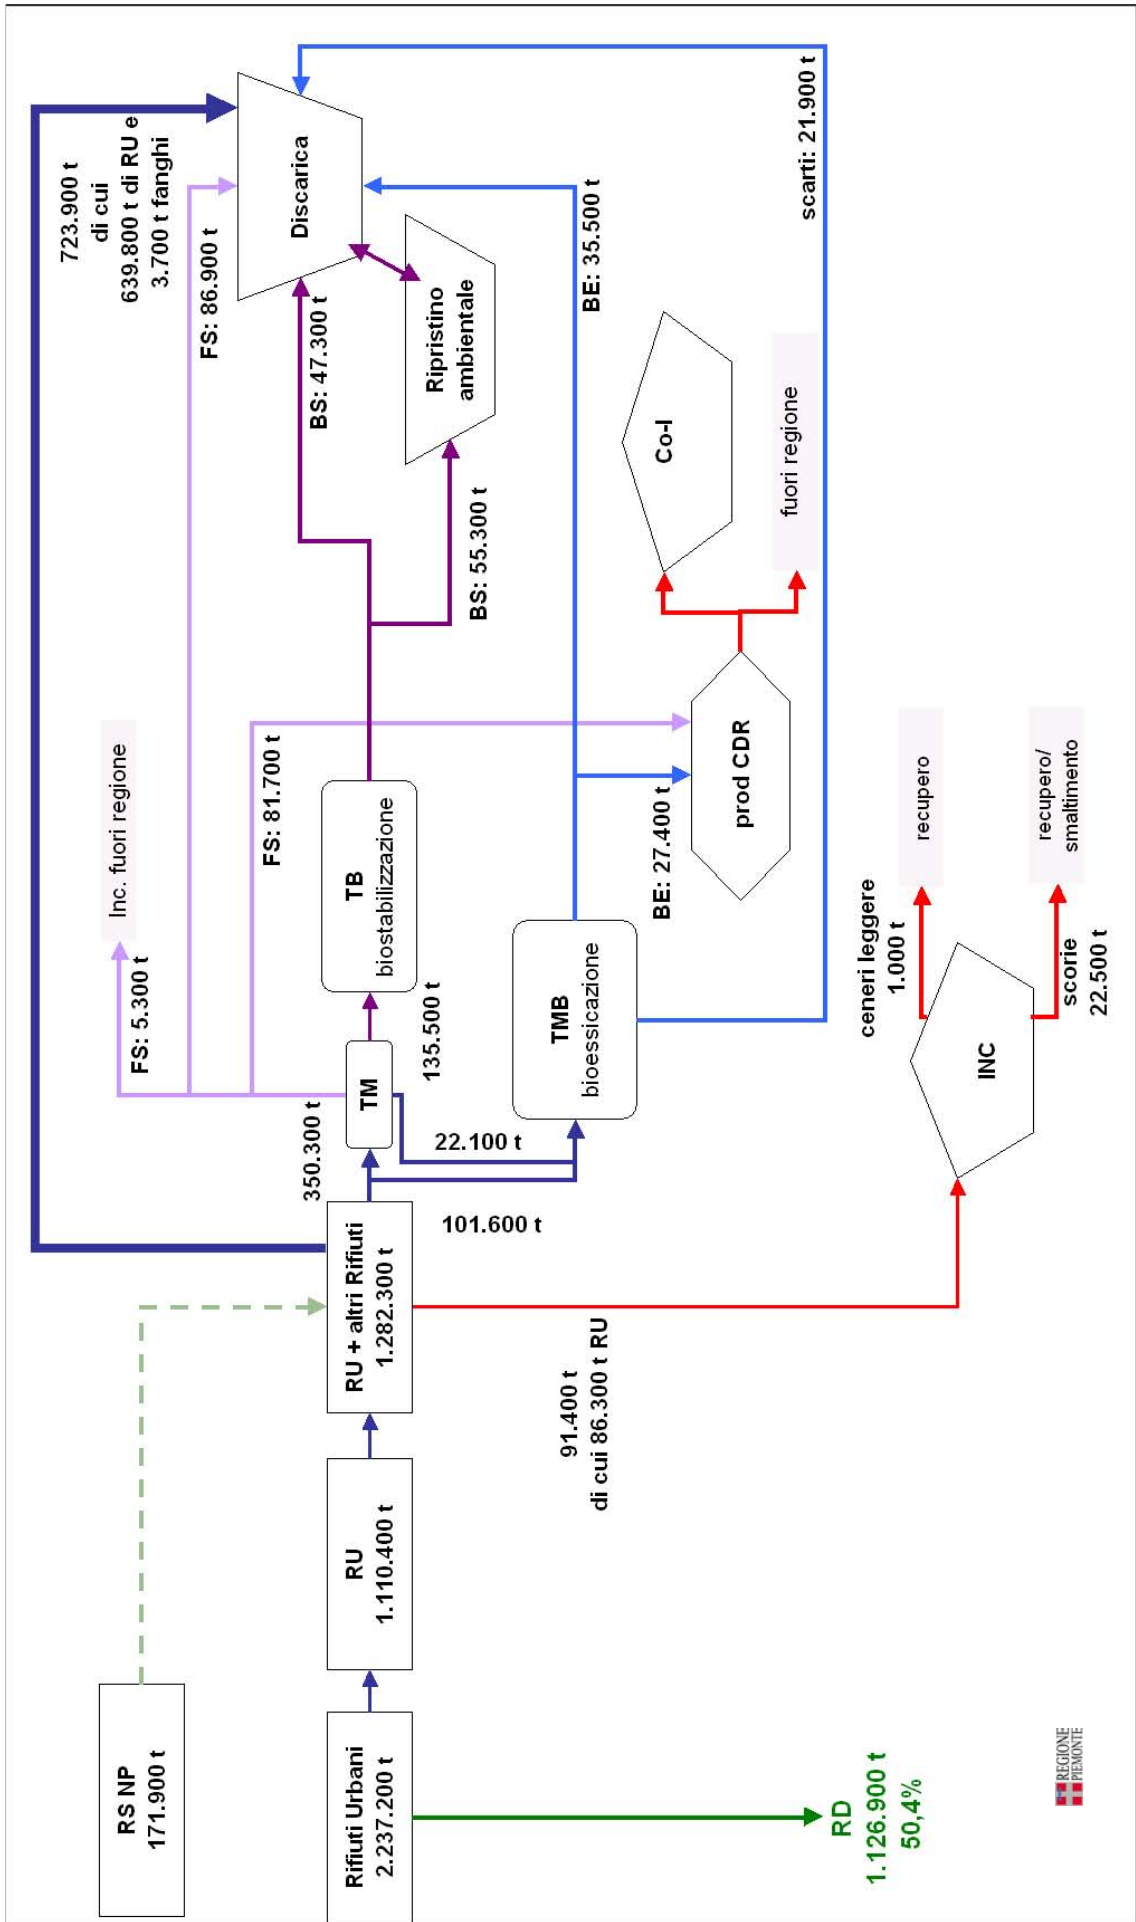 RS NP
171.900 t
Rifiuti Urbani
2.237.200 t
RD
1.126.900 t
50,4%
RU
1.110.400 t
RU + altri Rifiuti
1.282.300 t
91.400 t
di cui 86.300 t RU
350.300 t
101.600 t
22.100 t
TM
135.500 t
FS: 5.300 t
Inc. fuori regione
FS: 81.700 t
FS: 86.900 t
723.900 t
di cui
639.800 t di RU e
3.700 t fanghi
TB
biostabilizzazione
BS: 47.300 t
BS: 55.300 t
Discarica
Ripristino
ambientale
TMB
bioessicazione
BE: 27.400 t
BE: 35.500 t
scarti: 21.900 t
prod CDR
Co-I
fuori regione
INC
ceneri leggere
1.000 t
recupero
scorie
22.500 t
recupero/
smaltimento
REGIONE
PIEMONTE